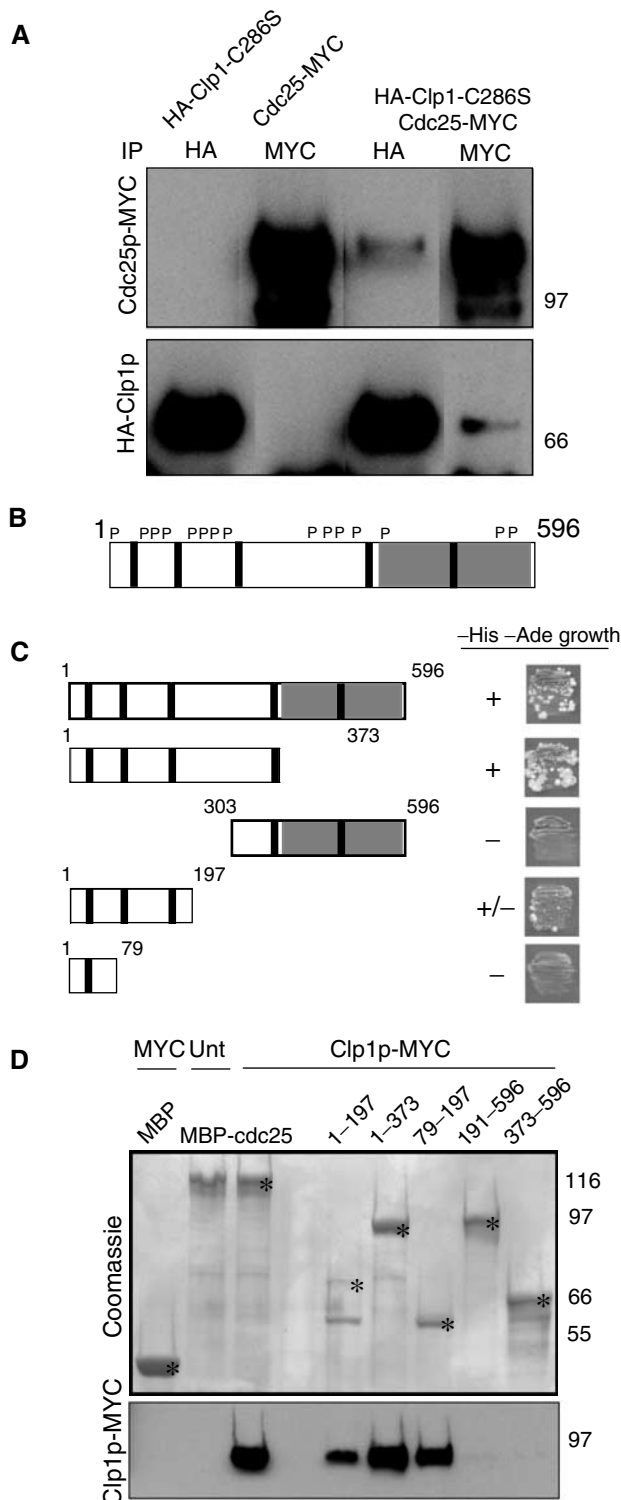 A
HA-Clp1-C286S
Cdc25-MYC
HA-Clp1-C286S
Cdc25-MYC
IP HA MYC HA MYC
Cdc25p-MYC
97
HA-Clp1p
66
B
1 596
P PPP PPPP P PP P P PP
C
–His –Ade growth
1 596
+
1 373
+
303 596
–
1 197
+/–
1 79
–
D
MYC Unt Clp1p-MYC
MBP
MBP-cdc25
1–197
1–373
79–197
191–596
373–596
Coomassie
* * * * * * *
116
97
66
55
Clp1p-MYC
97